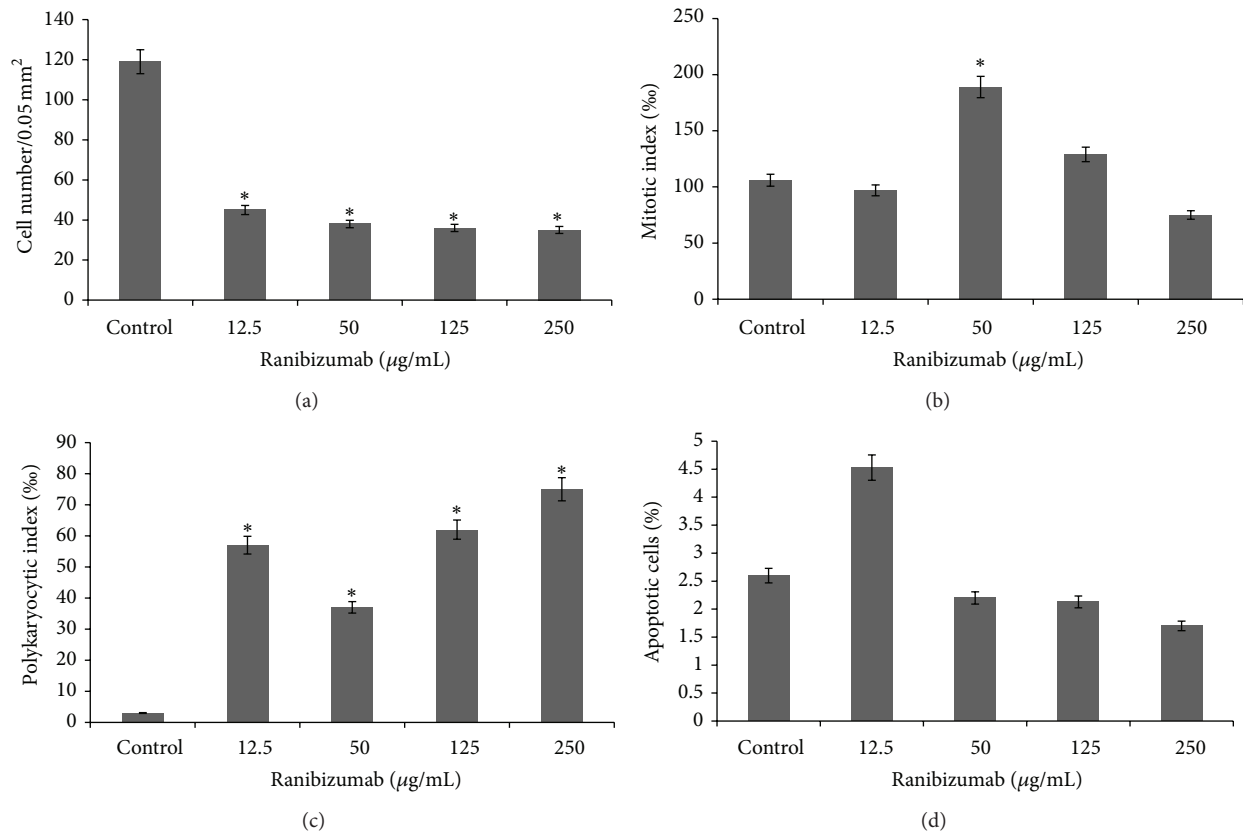 140
120
100
80
60
40
20
0
Cell number/0.05 mm²
*
*
*
*
Control 12.5 50 125 250
Ranibizumab (μg/mL)
(a)
250
200
150
100
50
0
Mitotic index (‰)
*
Control 12.5 50 125 250
Ranibizumab (μg/mL)
(b)
90
80
70
60
50
40
30
20
10
0
Polykaryocytic index (‰)
*
*
*
*
Control 12.5 50 125 250
Ranibizumab (μg/mL)
(c)
5
4.5
4
3.5
3
2.5
2
1.5
1
0.5
0
Apoptotic cells (%)
Control 12.5 50 125 250
Ranibizumab (μg/mL)
(d)